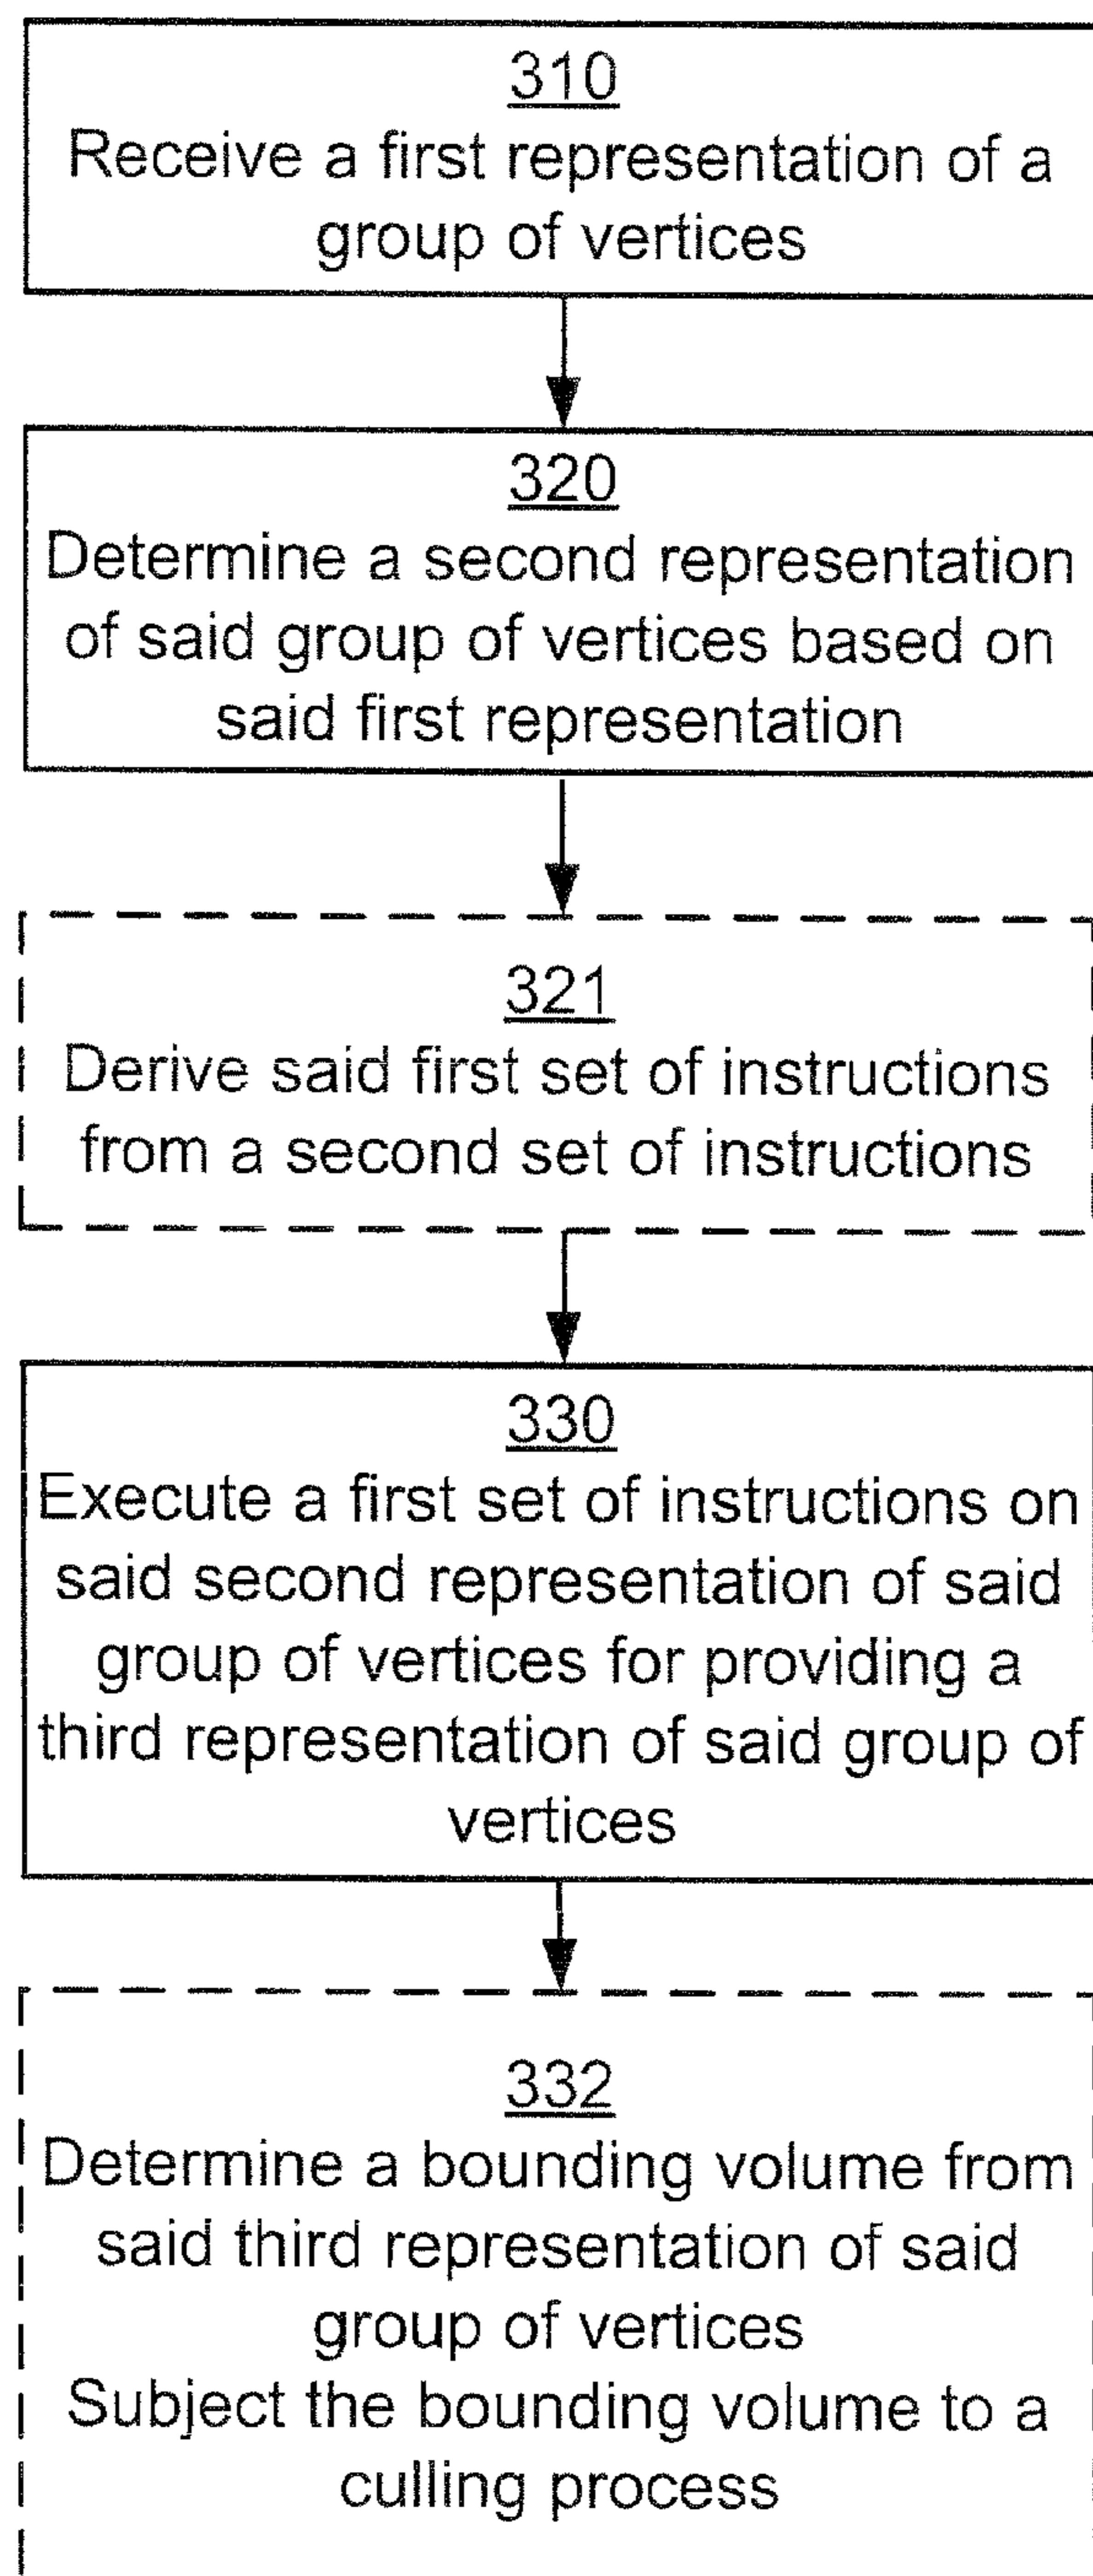 310
Receive a first representation of a
group of vertices
320
Determine a second representation
of said group of vertices based on
said first representation
321
Derive said first set of instructions
from a second set of instructions
330
Execute a first set of instructions on
said second representation of said
group of vertices for providing a
third representation of said group of
vertices
332
Determine a bounding volume from
said third representation of said
group of vertices
Subject the bounding volume to a
culling process